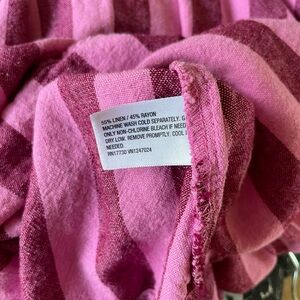 55% LINEN / 45% RAYON
MACHINE WASH COLD SEPARATELY. G
ONLY NON-CHLORINE BLEACH IF NEED
DRY LOW. REMOVE PROMPTLY. COOL
NEEDED.
RN17730 VN1247024